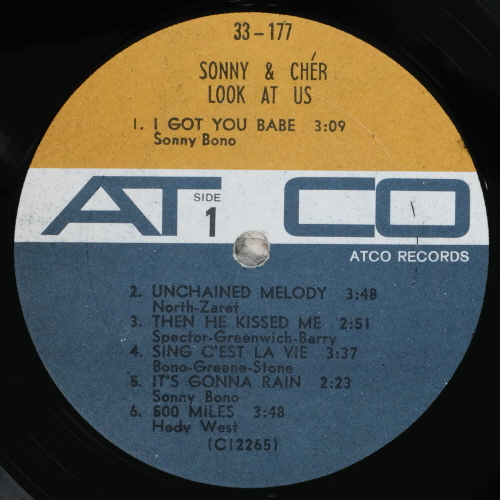 33-177
SONNY & CHÉR
LOOK AT US
1. I GOT YOU BABE 3:09
Sonny Bono
ATCO
SIDE
1
ATCO RECORDS
2. UNCHAINED MELODY 3:48
North-Zaret
3. THEN HE KISSED ME 2:51
Spector-Greenwich-Barry
4. SING C'EST LA VIE 3:37
Bono-Greene-Stone
5. IT'S GONNA RAIN 2:23
Sonny Bono
6. 500 MILES 3:48
Hedy West
(C12265)